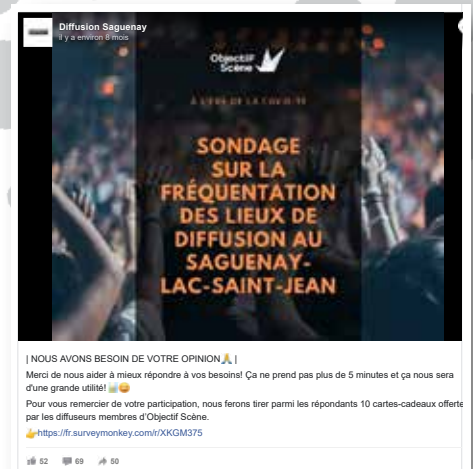 Diffusion Saguenay
il y a environ 8 mois
Objectif
Scène
À L'ÈRE DE LA COVID-19
SONDAGE
SUR LA
FRÉQUENTATION
DES LIEUX DE
DIFFUSION AU
SAGUENAY-
LAC-SAINT-JEAN
| NOUS AVONS BESOIN DE VOTRE OPINION🙏 |
Merci de nous aider à mieux répondre à vos besoins! Ça ne prend pas plus de 5 minutes et ça nous sera
d'une grande utilité!
Pour vous remercier de votre participation, nous ferons tirer parmi les répondants 10 cartes-cadeaux offerte
par les diffuseurs membres d'Objectif Scène.
👉https://fr.surveymonkey.com/r/XKGM375
52 69 50